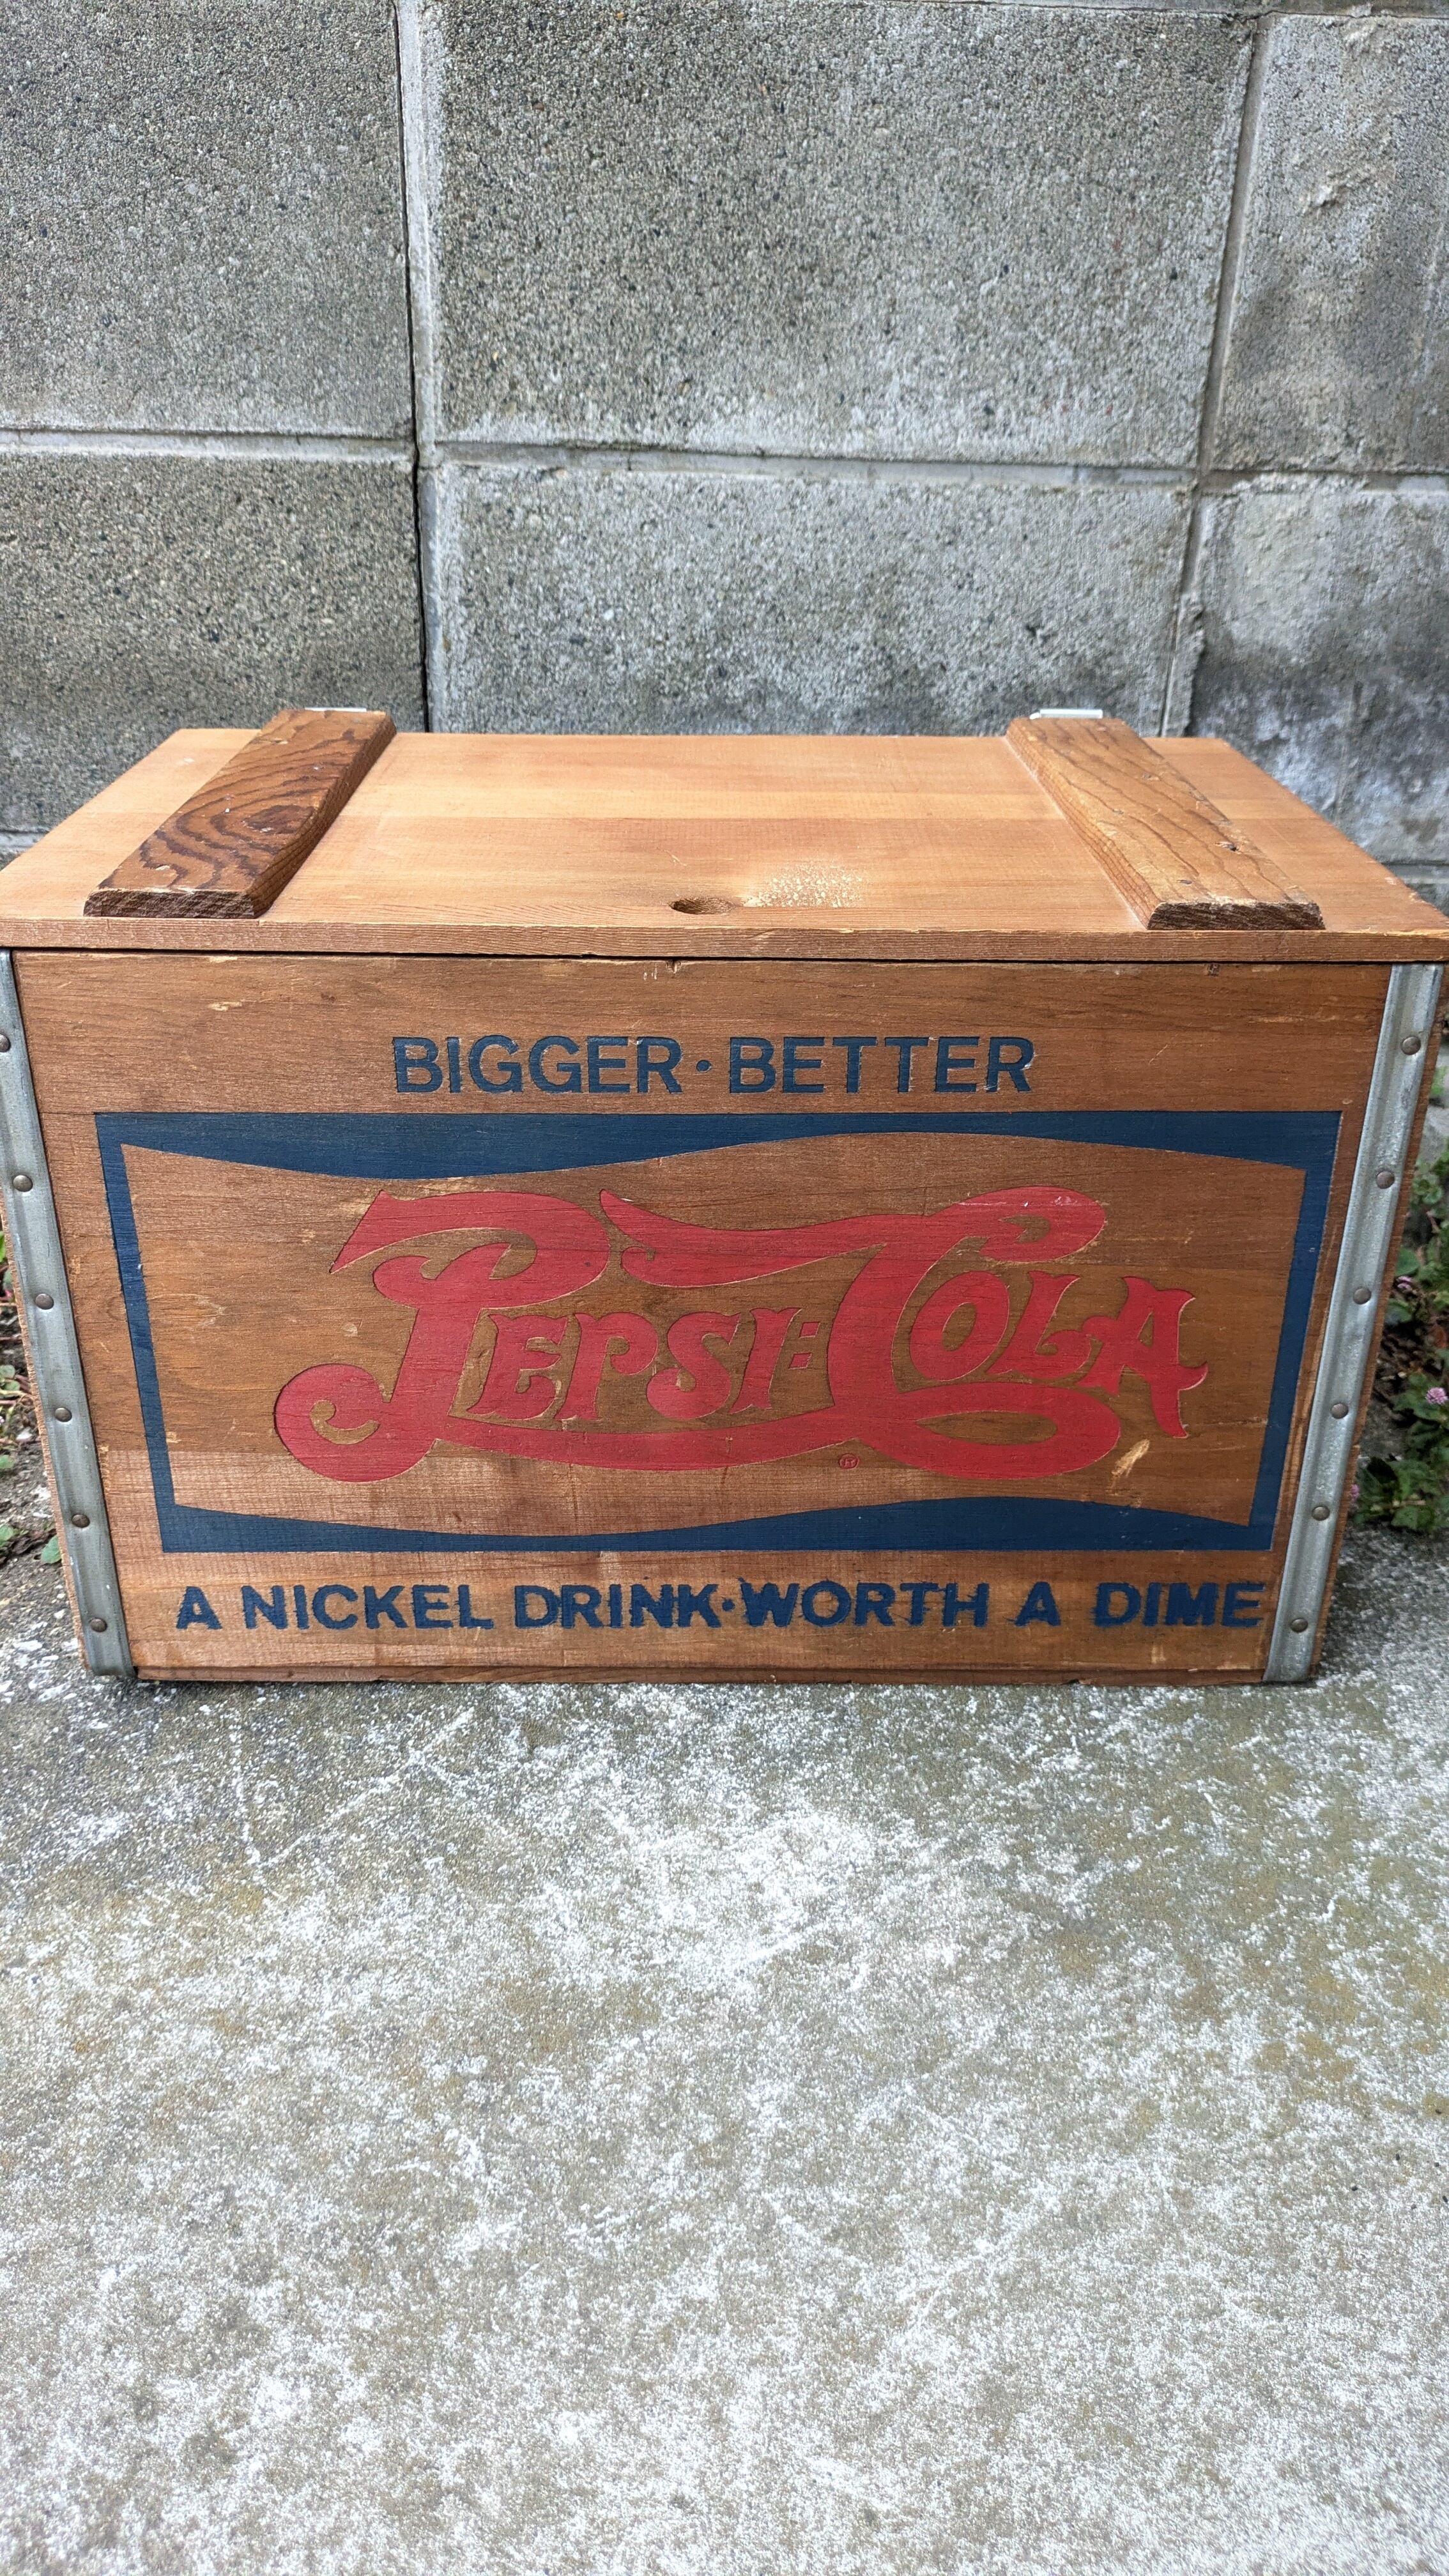 BIGGER·BETTER
PEPSI:COLA
®
A NICKEL DRINK·WORTH A DIME